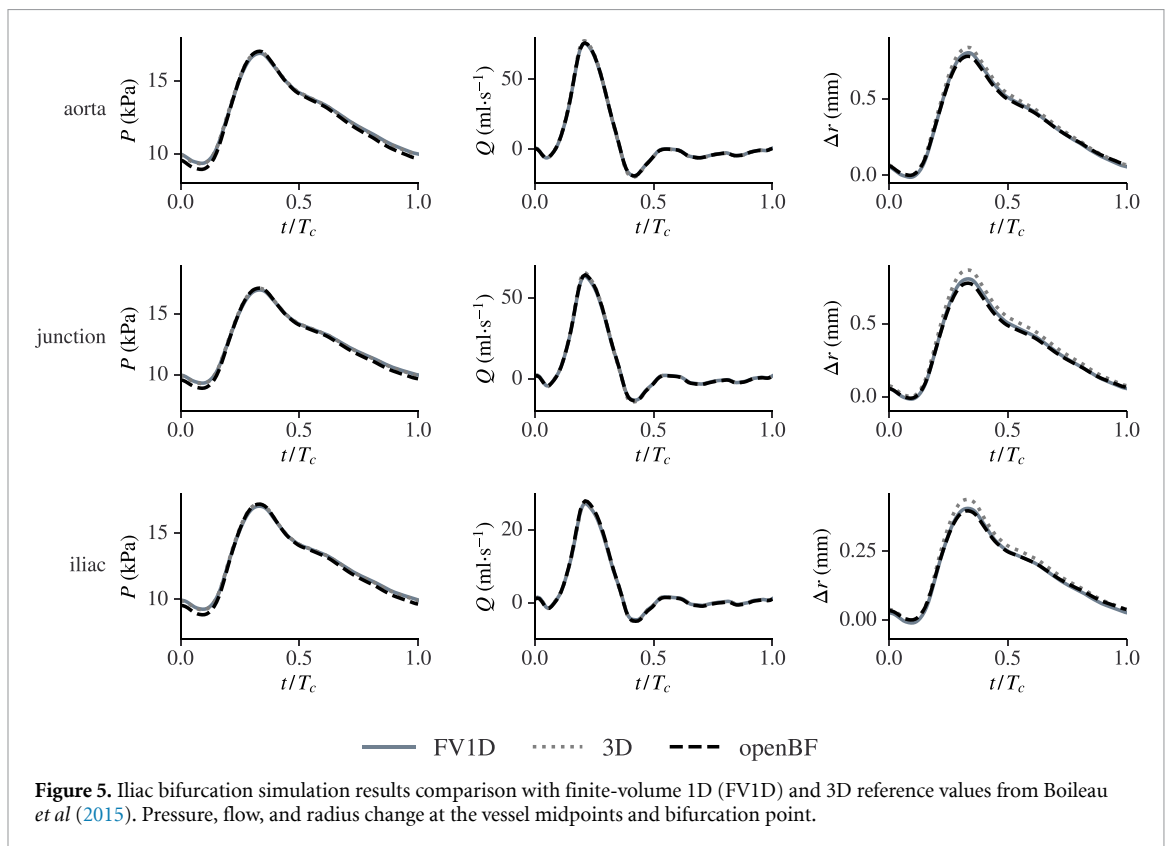 aorta
P (kPa)
15
10
0.0 0.5 1.0
t/T_c
Q (ml·s⁻¹)
50
0
0.0 0.5 1.0
t/T_c
Δr (mm)
0.5
0.0
0.0 0.5 1.0
t/T_c
junction
P (kPa)
15
10
0.0 0.5 1.0
t/T_c
Q (ml·s⁻¹)
50
0
0.0 0.5 1.0
t/T_c
Δr (mm)
0.5
0.0
0.0 0.5 1.0
t/T_c
iliac
P (kPa)
15
10
0.0 0.5 1.0
t/T_c
Q (ml·s⁻¹)
20
0
0.0 0.5 1.0
t/T_c
Δr (mm)
0.25
0.00
0.0 0.5 1.0
t/T_c
FV1D 3D openBF
Figure 5. Iliac bifurcation simulation results comparison with finite-volume 1D (FV1D) and 3D reference values from Boileau
et al (2015). Pressure, flow, and radius change at the vessel midpoints and bifurcation point.